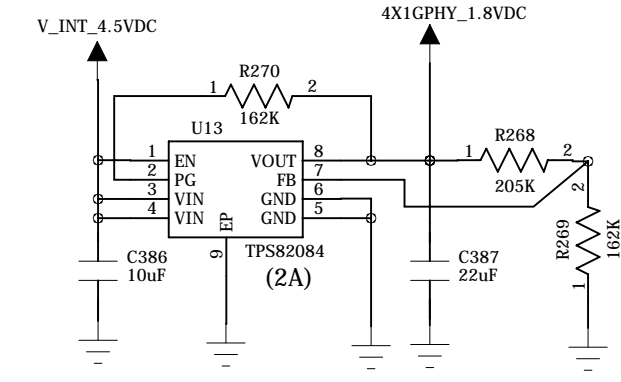 4X1GPHY_1.8VDC
V_INT_4.5VDC
R270
1 2
162K
U13
1 EN VOUT 8
2 PG FB 7
3 VIN GND 6
4 VIN GND 5
EP
9
TPS82084
(2A)
R268
1 2
205K
2
R269
162K
1
C386
10uF
C387
22uF